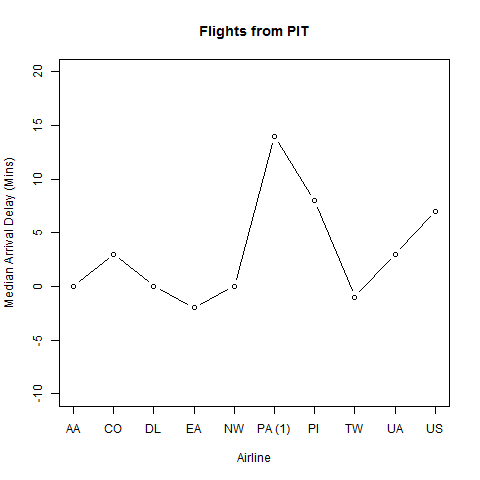 Flights from PIT
Median Arrival Delay (Mins)
20
15
10
5
0
-5
-10
AA CO DL EA NW PA (1) PI TW UA US
Airline